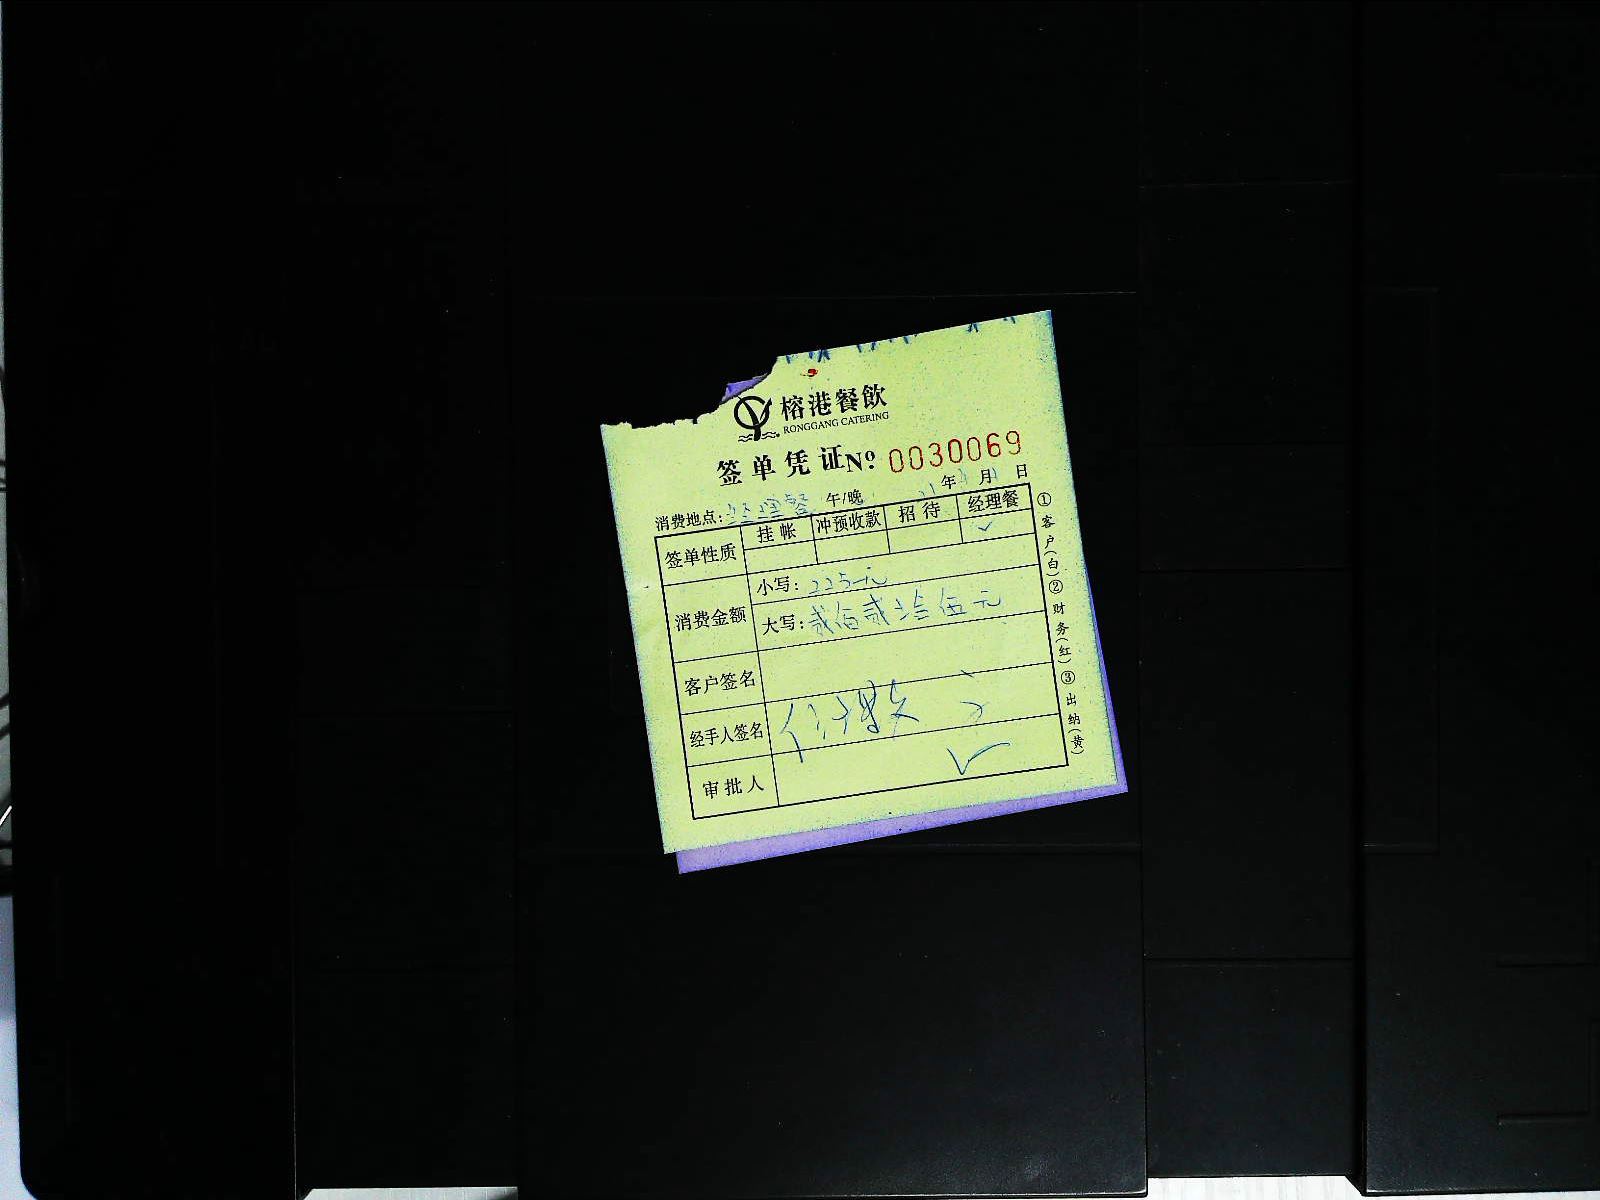 榕港餐飲
RONGGANG CATERING
签单凭证 № 0030069
消费地点：经理餐 午/晚 年 月 日
签单性质 挂帐 冲预收款 招待 经理餐
✓
消费金额 小写：225元
大写：贰佰贰拾伍元
客户签名
经手人签名
审批人
①客户(白)②财务(红)③出纳(黄)